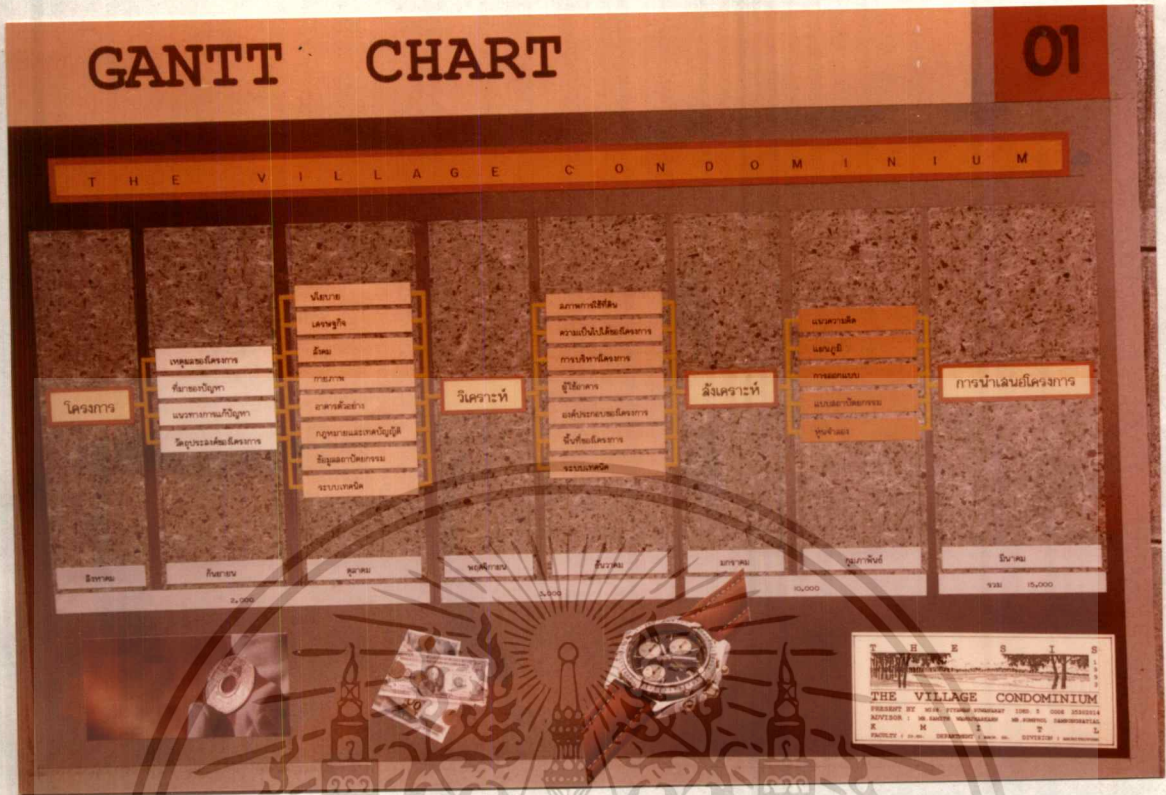 GANTT CHART
01
THE VILLAGE CONDOMINIUM
โครงการ
เหตุผลของโครงการ
ที่มาของปัญหา
แนวทางการแก้ปัญหา
วัตถุประสงค์ของโครงการ
นโยบาย
เศรษฐกิจ
สังคม
กายภาพ
อาคารตัวอย่าง
กฎหมายและเทศบัญญัติ
ข้อมูลสถาปัตยกรรม
ระบบเทคนิค
วิเคราะห์
สภาพการใช้ที่ดิน
ความเป็นไปได้ของโครงการ
การบริหารโครงการ
ผู้ใช้อาคาร
องค์ประกอบของโครงการ
พื้นที่ของโครงการ
ระบบเทคนิค
สังเคราะห์
แนวความคิด
แผนภูมิ
การออกแบบ
แบบสถาปัตยกรรม
หุ่นจำลอง
การนำเสนอโครงการ
สิงหาคม กันยายน ตุลาคม พฤศจิกายน ธันวาคม มกราคม กุมภาพันธ์ มีนาคม
2,000 3,000 10,000 รวม 15,000
THESIS
THE VILLAGE CONDOMINIUM
PRESENT BY MISS
ADVISOR : MR.
K M I T L
FACULTY : DEPARTMENT : DIVISION :